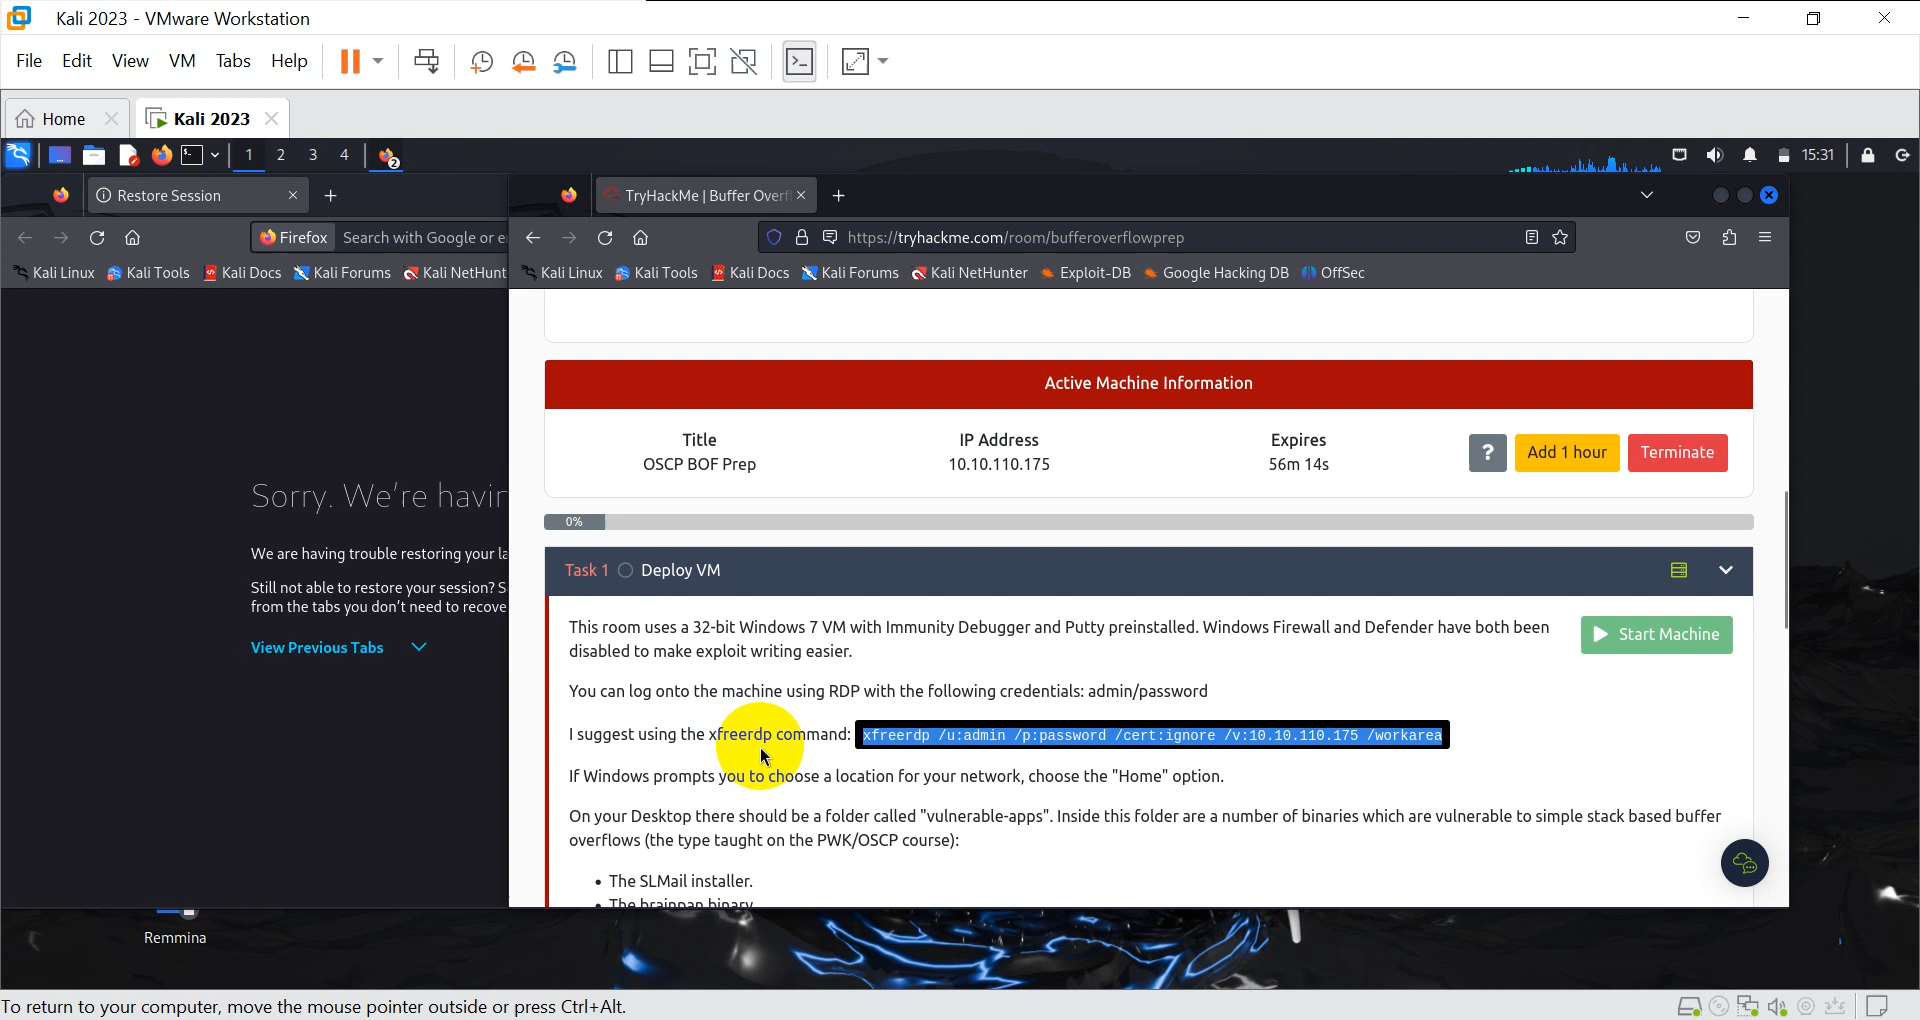 Kali 2023 - VMware Workstation
File Edit View VM Tabs Help
Home Kali 2023
1 2 3 4 2 15:31
Restore Session
TryHackMe | Buffer Overf
Firefox Search with Google or e
https://tryhackme.com/room/bufferoverflowprep
Kali Linux Kali Tools Kali Docs Kali Forums Kali NetHunt
Kali Linux Kali Tools Kali Docs Kali Forums Kali NetHunter Exploit-DB Google Hacking DB OffSec
Sorry. We're havin
We are having trouble restoring your la
Still not able to restore your session? S
from the tabs you don't need to recove
View Previous Tabs
Active Machine Information
Title IP Address Expires
OSCP BOF Prep 10.10.110.175 56m 14s
? Add 1 hour Terminate
0%
Task 1 Deploy VM
This room uses a 32-bit Windows 7 VM with Immunity Debugger and Putty preinstalled. Windows Firewall and Defender have both been
disabled to make exploit writing easier.
Start Machine
You can log onto the machine using RDP with the following credentials: admin/password
I suggest using the xfreerdp command: xfreerdp /u:admin /p:password /cert:ignore /v:10.10.110.175 /workarea
If Windows prompts you to choose a location for your network, choose the "Home" option.
On your Desktop there should be a folder called "vulnerable-apps". Inside this folder are a number of binaries which are vulnerable to simple stack based buffer
overflows (the type taught on the PWK/OSCP course):
• The SLMail installer.
• The brainpan binary.
Remmina
To return to your computer, move the mouse pointer outside or press Ctrl+Alt.